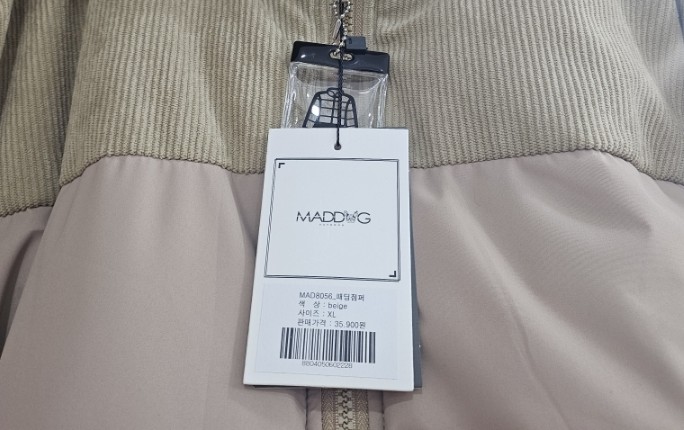 MADDOG
MAD8056_패딩점퍼
색 상 : beige
사이즈 : XL
판매가격 : 35,900원
8804050602228